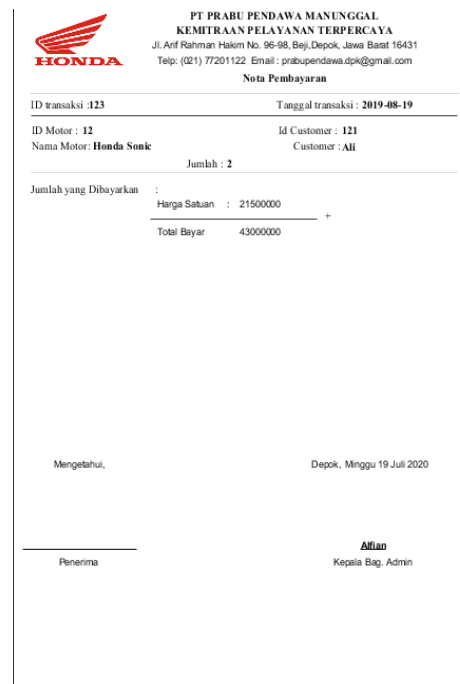 PT PRABU PENDAWA MANUNGGAL
KEMITRAAN PELAYANAN TERPERCAYA
Jl. Arif Rahman Hakim No. 96-98, Beji,Depok, Jawa Barat 16431
HONDA
Telp: (021) 77201122 Email : prabupendawa.dpk@gmail.com
Nota Pembayaran
ID transaksi :123 Tanggal transaksi : 2019-08-19
ID Motor : 12 Id Customer : 121
Nama Motor: Honda Sonic Customer : Ali
Jumlah : 2
Jumlah yang Dibayarkan :
Harga Satuan : 21500000
+
Total Bayar 43000000
Mengetahui, Depok, Minggu 19 Juli 2020
Alfian
Penerima Kepala Bag. Admin